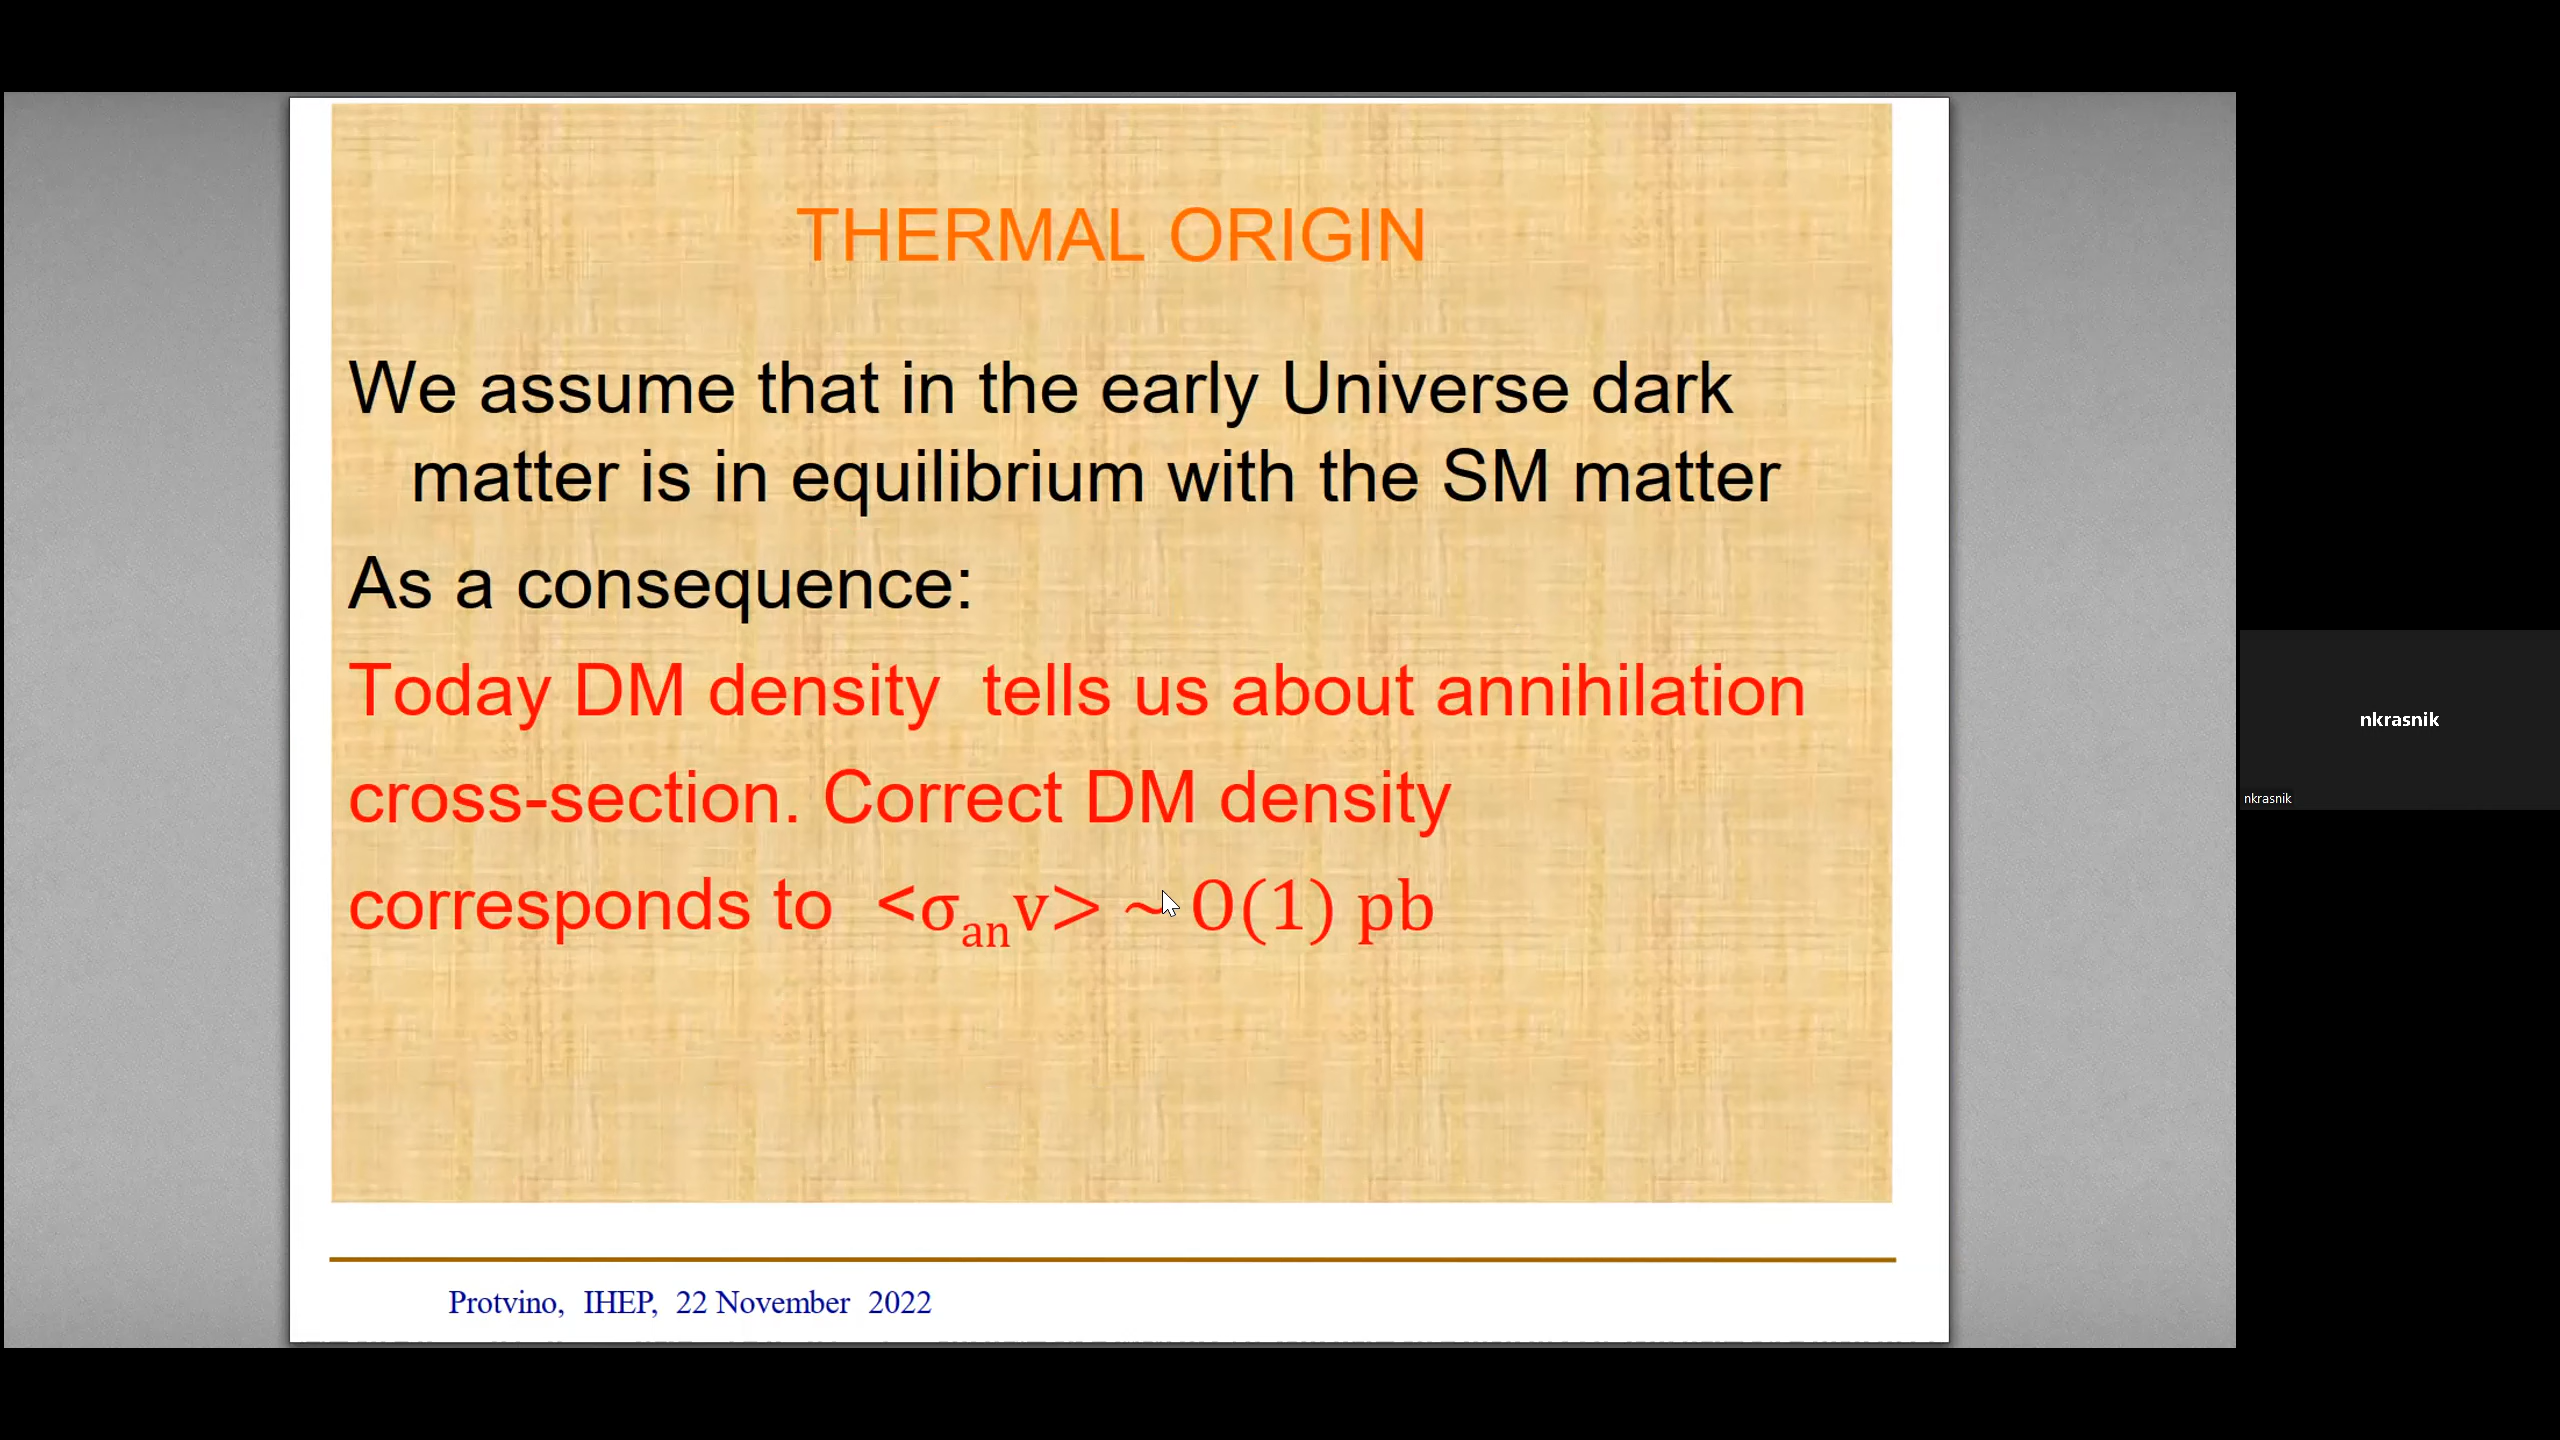 THERMAL ORIGIN
We assume that in the early Universe dark
matter is in equilibrium with the SM matter
As a consequence:
Today DM density  tells us about annihilation
cross-section. Correct DM density
corresponds to  <σₐₙv> ~ O(1) pb
Protvino,  IHEP,  22 November  2022
nkrasnik
nkrasnik